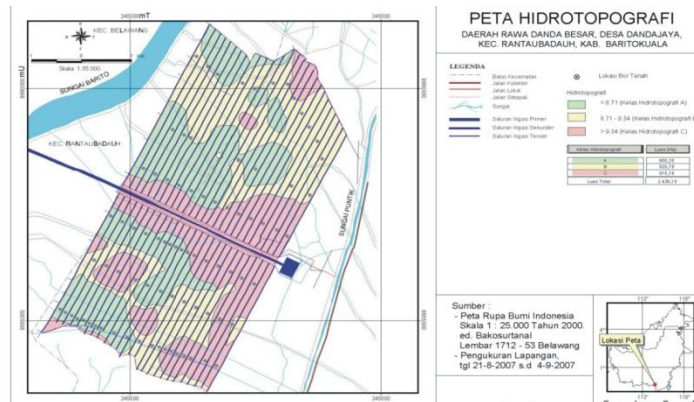 PETA HIDROTOPOGRAFI
DAERAH RAWA DANDA BESAR, DESA DANDAJAYA,
KEC. RANTAUBADAUH, KAB. BARITOKUALA
240000 mT
KEC. BELAWANG
Skala 1:25.000
SUNGAI BARITO
mU
KEC. RANTAUBADAUH
SUNGAI PUNTIK
LEGENDA
Batas Kecamatan
Jalan Kolektor
Jalan Lokal
Jalan Setapak
Sungai
Saluran Irigasi Primer
Saluran Irigasi Sekunder
Saluran Irigasi Tersier
Lokasi Bor Tanah
Hidrotopografi
< 8.71 (Kelas Hidrotopografi A)
8.71 - 9.34 (Kelas Hidrotopografi B
> 9.34 (Kelas Hidrotopografi C)
Kelas Hidrotopografi
Luas (Ha)
A
B
C
Luas Total
Sumber :
- Peta Rupa Bumi Indonesia
Skala 1 : 25.000 Tahun 2000.
ed. Bakosurtanal
Lembar 1712 - 53 Belawang
- Pengukuran Lapangan,
tgl 21-8-2007 s.d 4-9-2007
Lokasi Peta